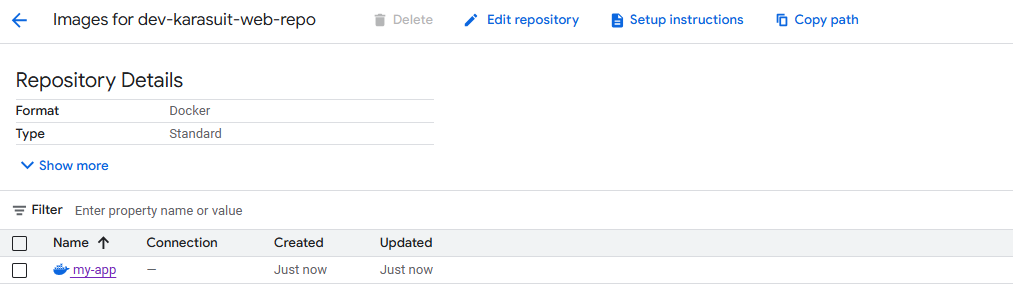 Images for dev-karasuit-web-repo Delete Edit repository Setup instructions Copy path
Repository Details
Format Docker
Type Standard
Show more
Filter Enter property name or value
Name Connection Created Updated
my-app — Just now Just now